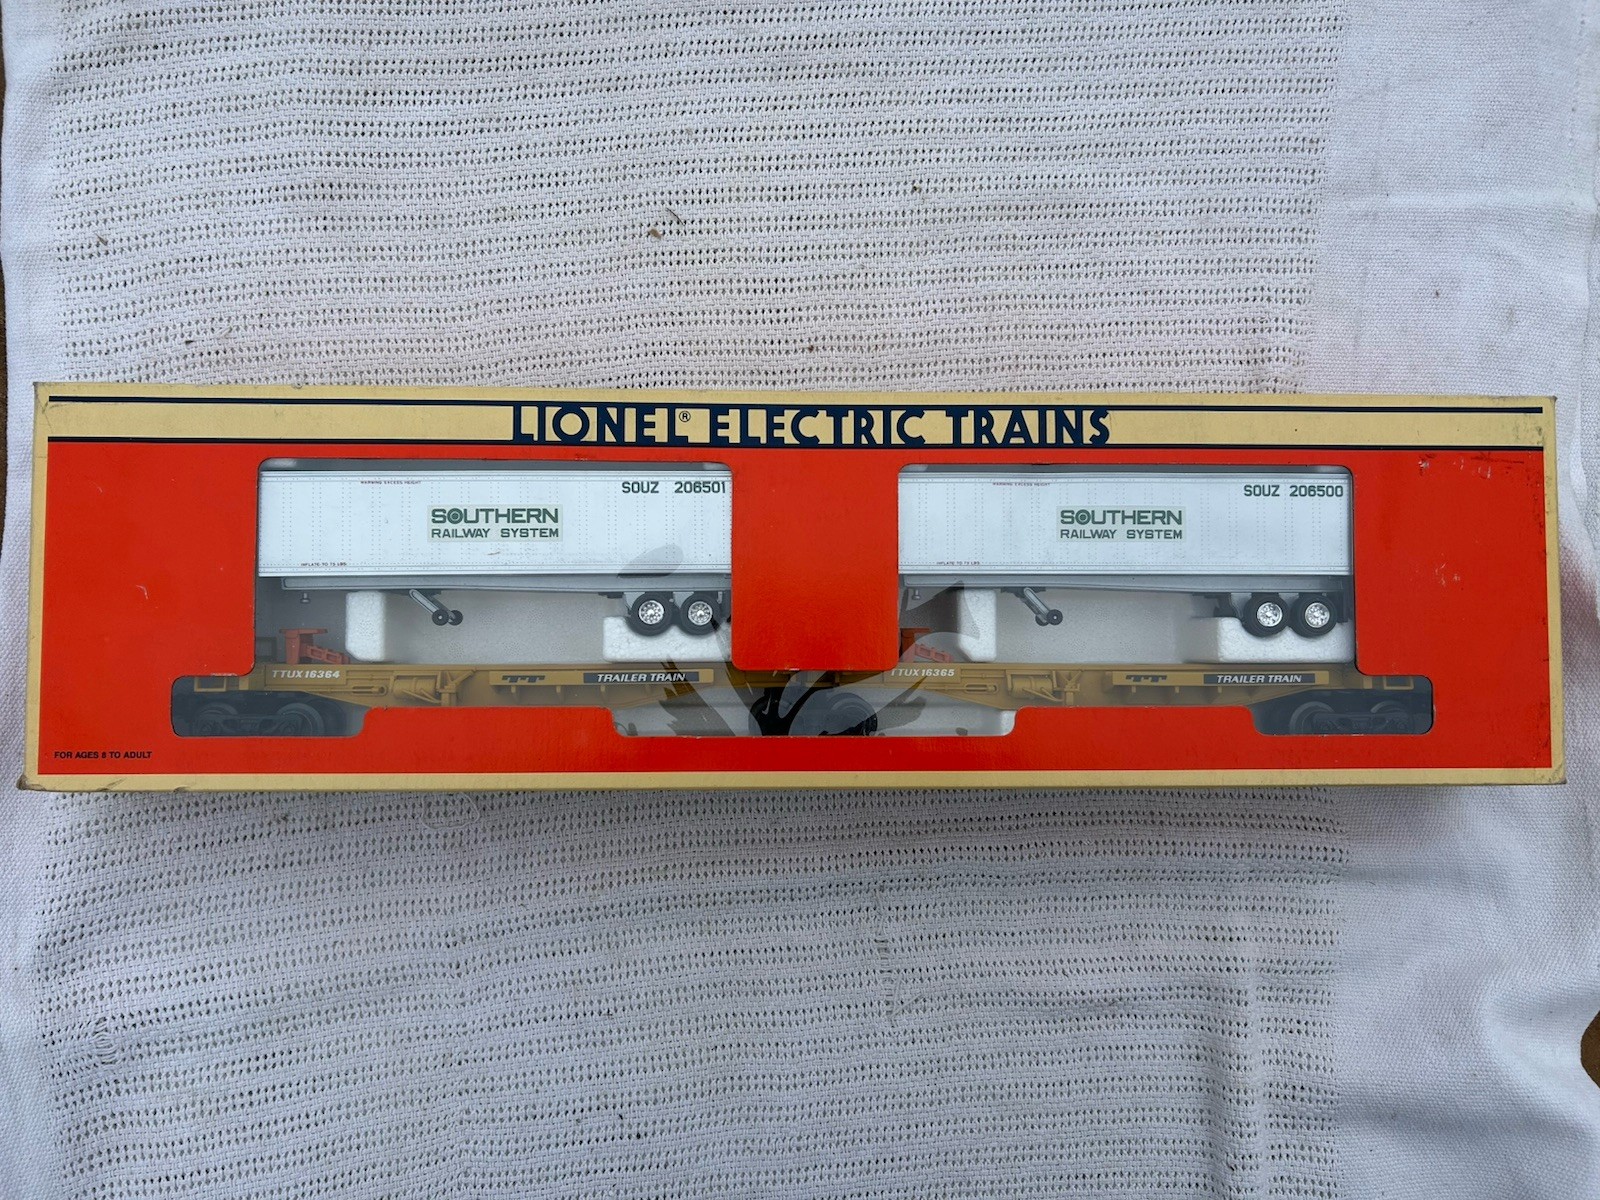 LIONEL® ELECTRIC TRAINS
WARNING EXCESS HEIGHT
SOUZ 206501
SOUTHERN
RAILWAY SYSTEM
INFLATE TO 75 LBS
TTUX 16364
TT
TRAILER TRAIN
WARNING EXCESS HEIGHT
SOUZ 206500
SOUTHERN
RAILWAY SYSTEM
INFLATE TO 75 LBS
TTUX 16365
TT
TRAILER TRAIN
FOR AGES 8 TO ADULT